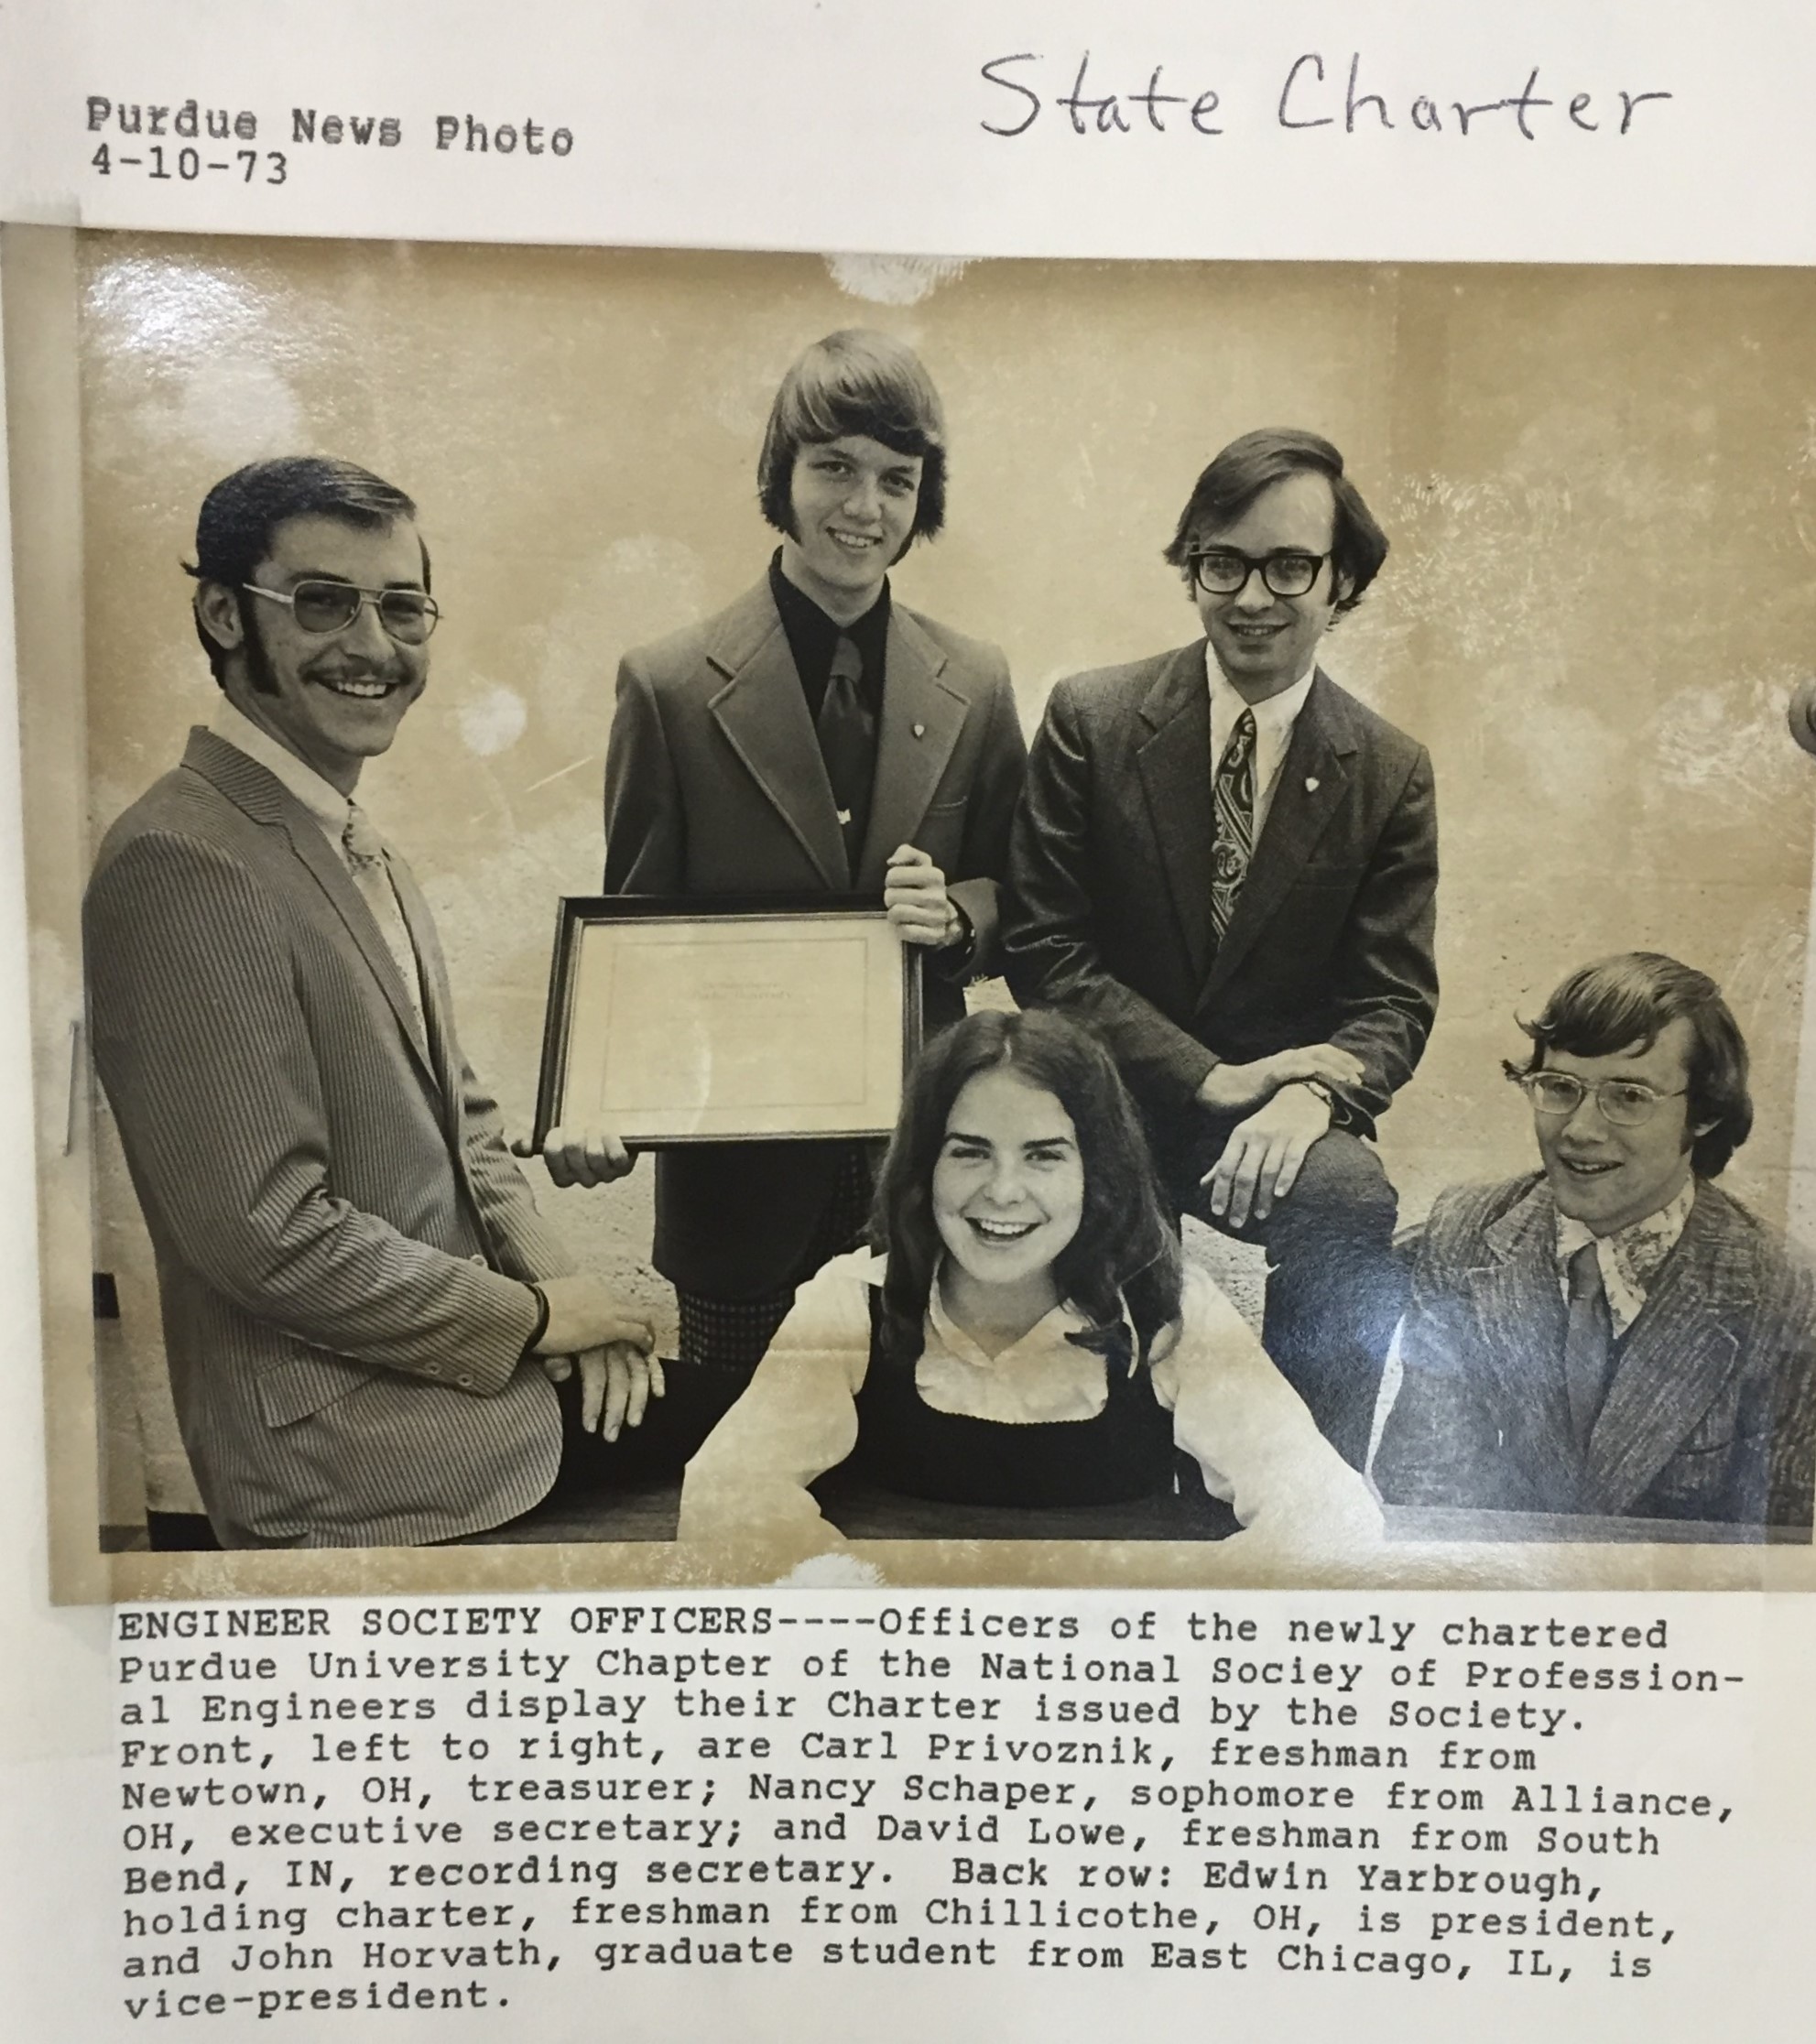 State Charter
Purdue News Photo
4-10-73
ENGINEER SOCIETY OFFICERS----Officers of the newly chartered
Purdue University Chapter of the National Sociey of Profession-
al Engineers display their Charter issued by the Society.
Front, left to right, are Carl Privoznik, freshman from
Newtown, OH, treasurer; Nancy Schaper, sophomore from Alliance,
OH, executive secretary; and David Lowe, freshman from South
Bend, IN, recording secretary.  Back row: Edwin Yarbrough,
holding charter, freshman from Chillicothe, OH, is president,
and John Horvath, graduate student from East Chicago, IL, is
vice-president.